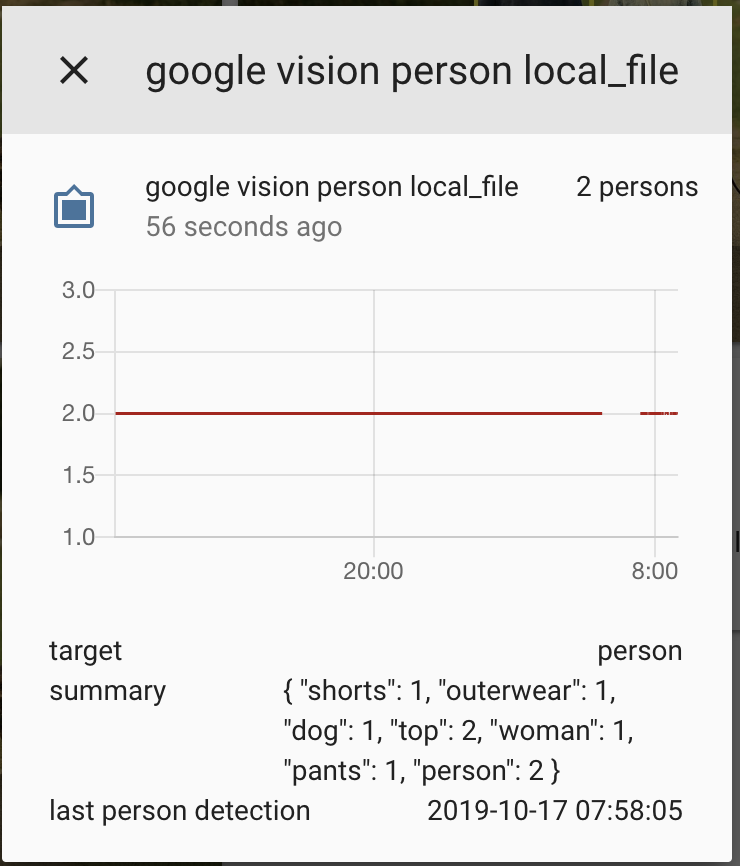 google vision person local_file
google vision person local_file 2 persons
56 seconds ago
3.0
2.5
2.0
1.5
1.0
20:00 8:00
target person
summary { "shorts": 1, "outerwear": 1,
"dog": 1, "top": 2, "woman": 1,
"pants": 1, "person": 2 }
last person detection 2019-10-17 07:58:05